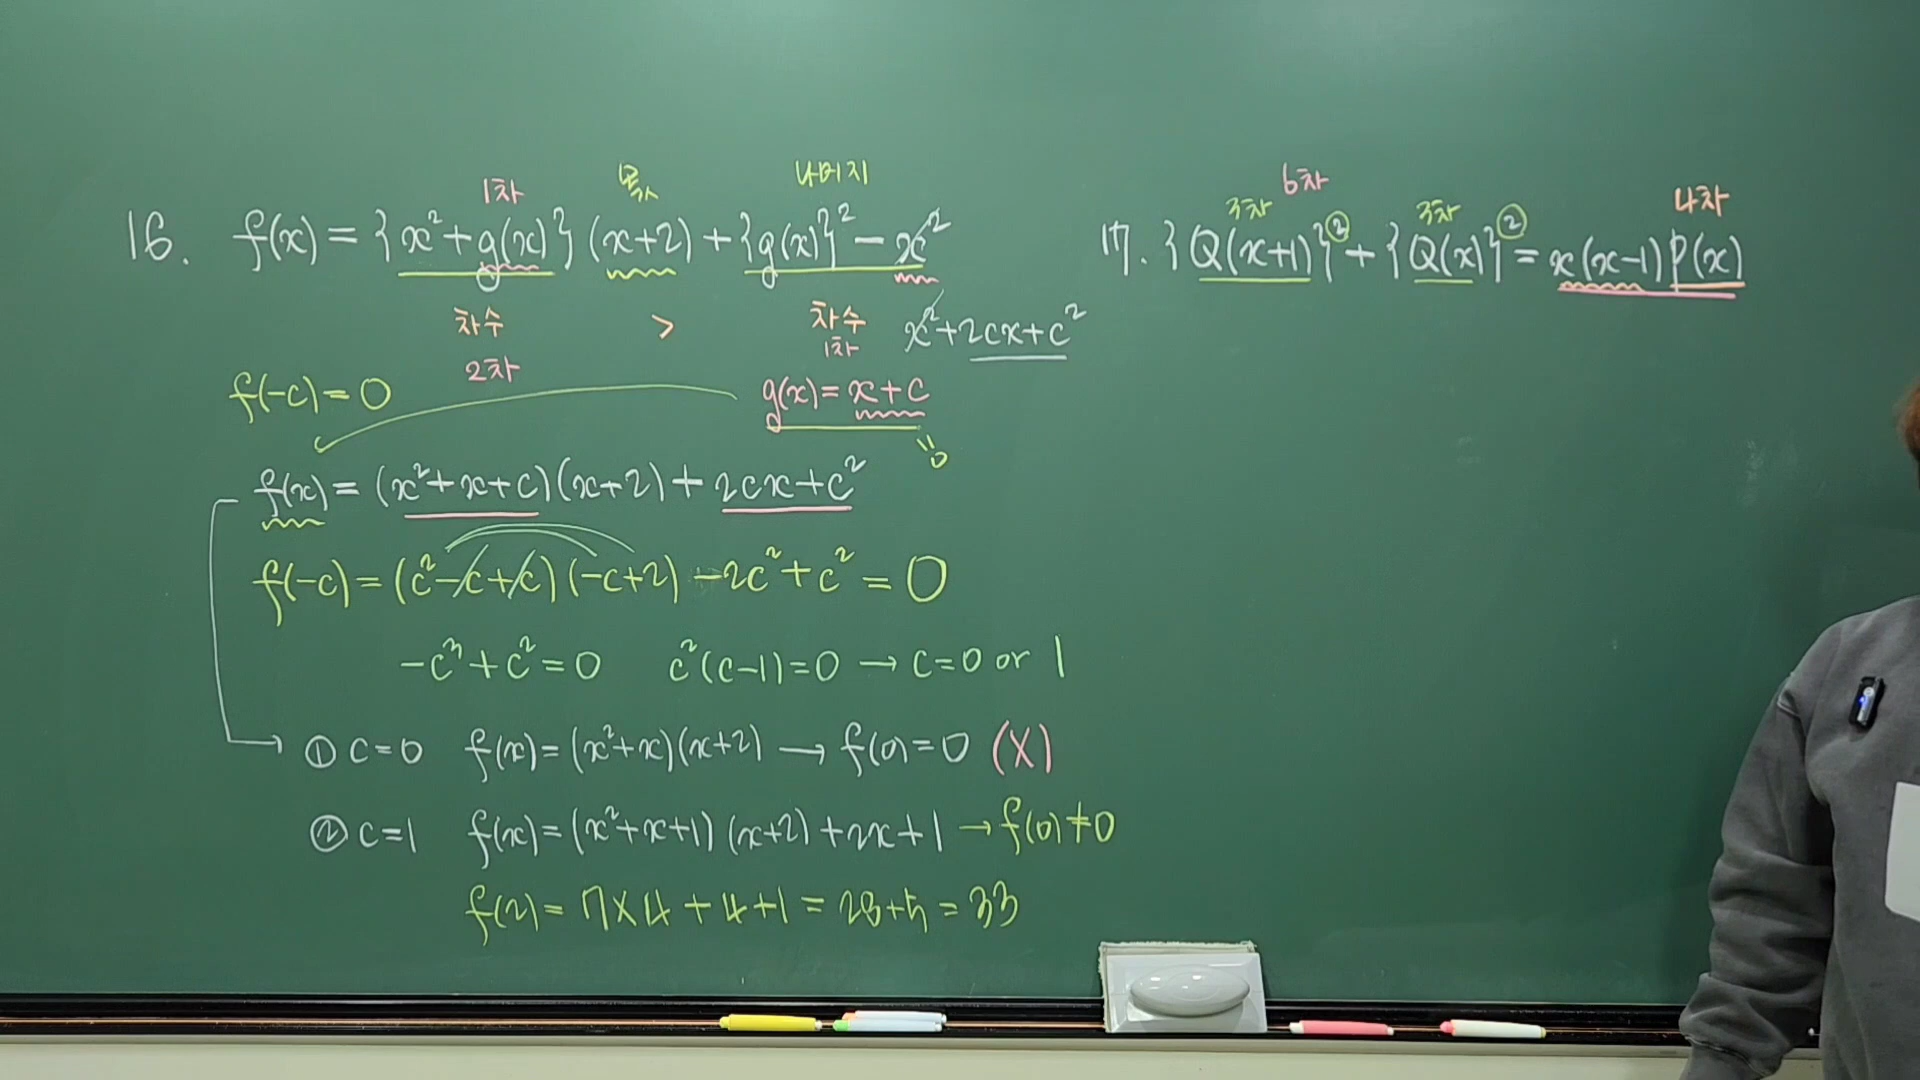 1차 몫 나머지
16. f(x) = {x²+g(x)}(x+2)+{g(x)}²-x²
차수 > 차수 x²+2cx+c²
2차 1차
f(-c)=0 g(x)=x+c
"0
f(x) = (x²+x+c)(x+2)+2cx+c²
f(-c) = (c²-c+c)(-c+2)-2c²+c² = 0
-c³+c²=0 c²(c-1)=0 → c=0 or 1
① c=0 f(x)=(x²+x)(x+2) → f(0)=0 (X)
② c=1 f(x)=(x²+x+1)(x+2)+2x+1 → f(0)≠0
f(2)= 7×4+4+1 = 28+5 = 33
6차
3차 3차 4차
17. {Q(x+1)}²+{Q(x)}²=x(x-1)P(x)